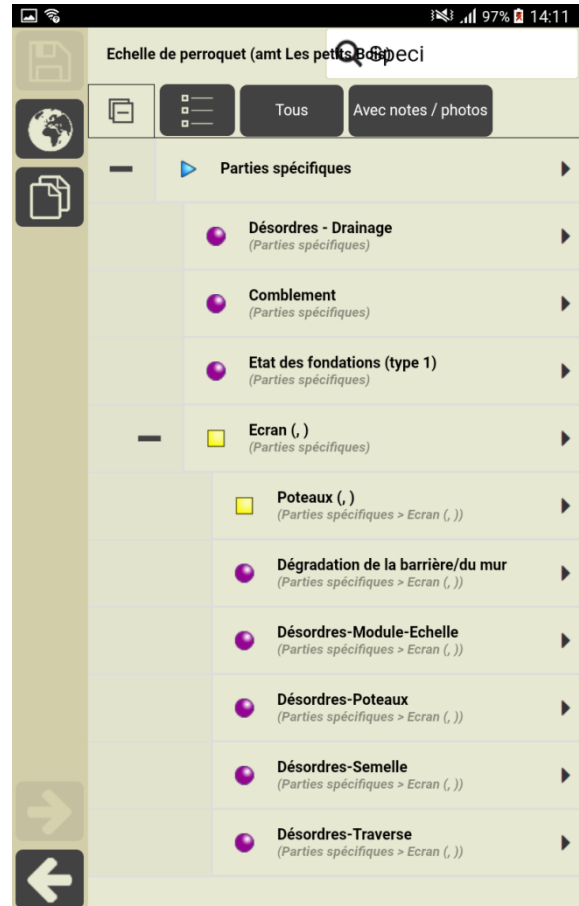 97% 14:11
Echelle de perroquet (amt Les petits Bois)
Speci
Tous
Avec notes / photos
Parties spécifiques
Désordres - Drainage
(Parties spécifiques)
Comblement
(Parties spécifiques)
Etat des fondations (type 1)
(Parties spécifiques)
Ecran (, )
(Parties spécifiques)
Poteaux (, )
(Parties spécifiques > Ecran (, ))
Dégradation de la barrière/du mur
(Parties spécifiques > Ecran (, ))
Désordres-Module-Echelle
(Parties spécifiques > Ecran (, ))
Désordres-Poteaux
(Parties spécifiques > Ecran (, ))
Désordres-Semelle
(Parties spécifiques > Ecran (, ))
Désordres-Traverse
(Parties spécifiques > Ecran (, ))